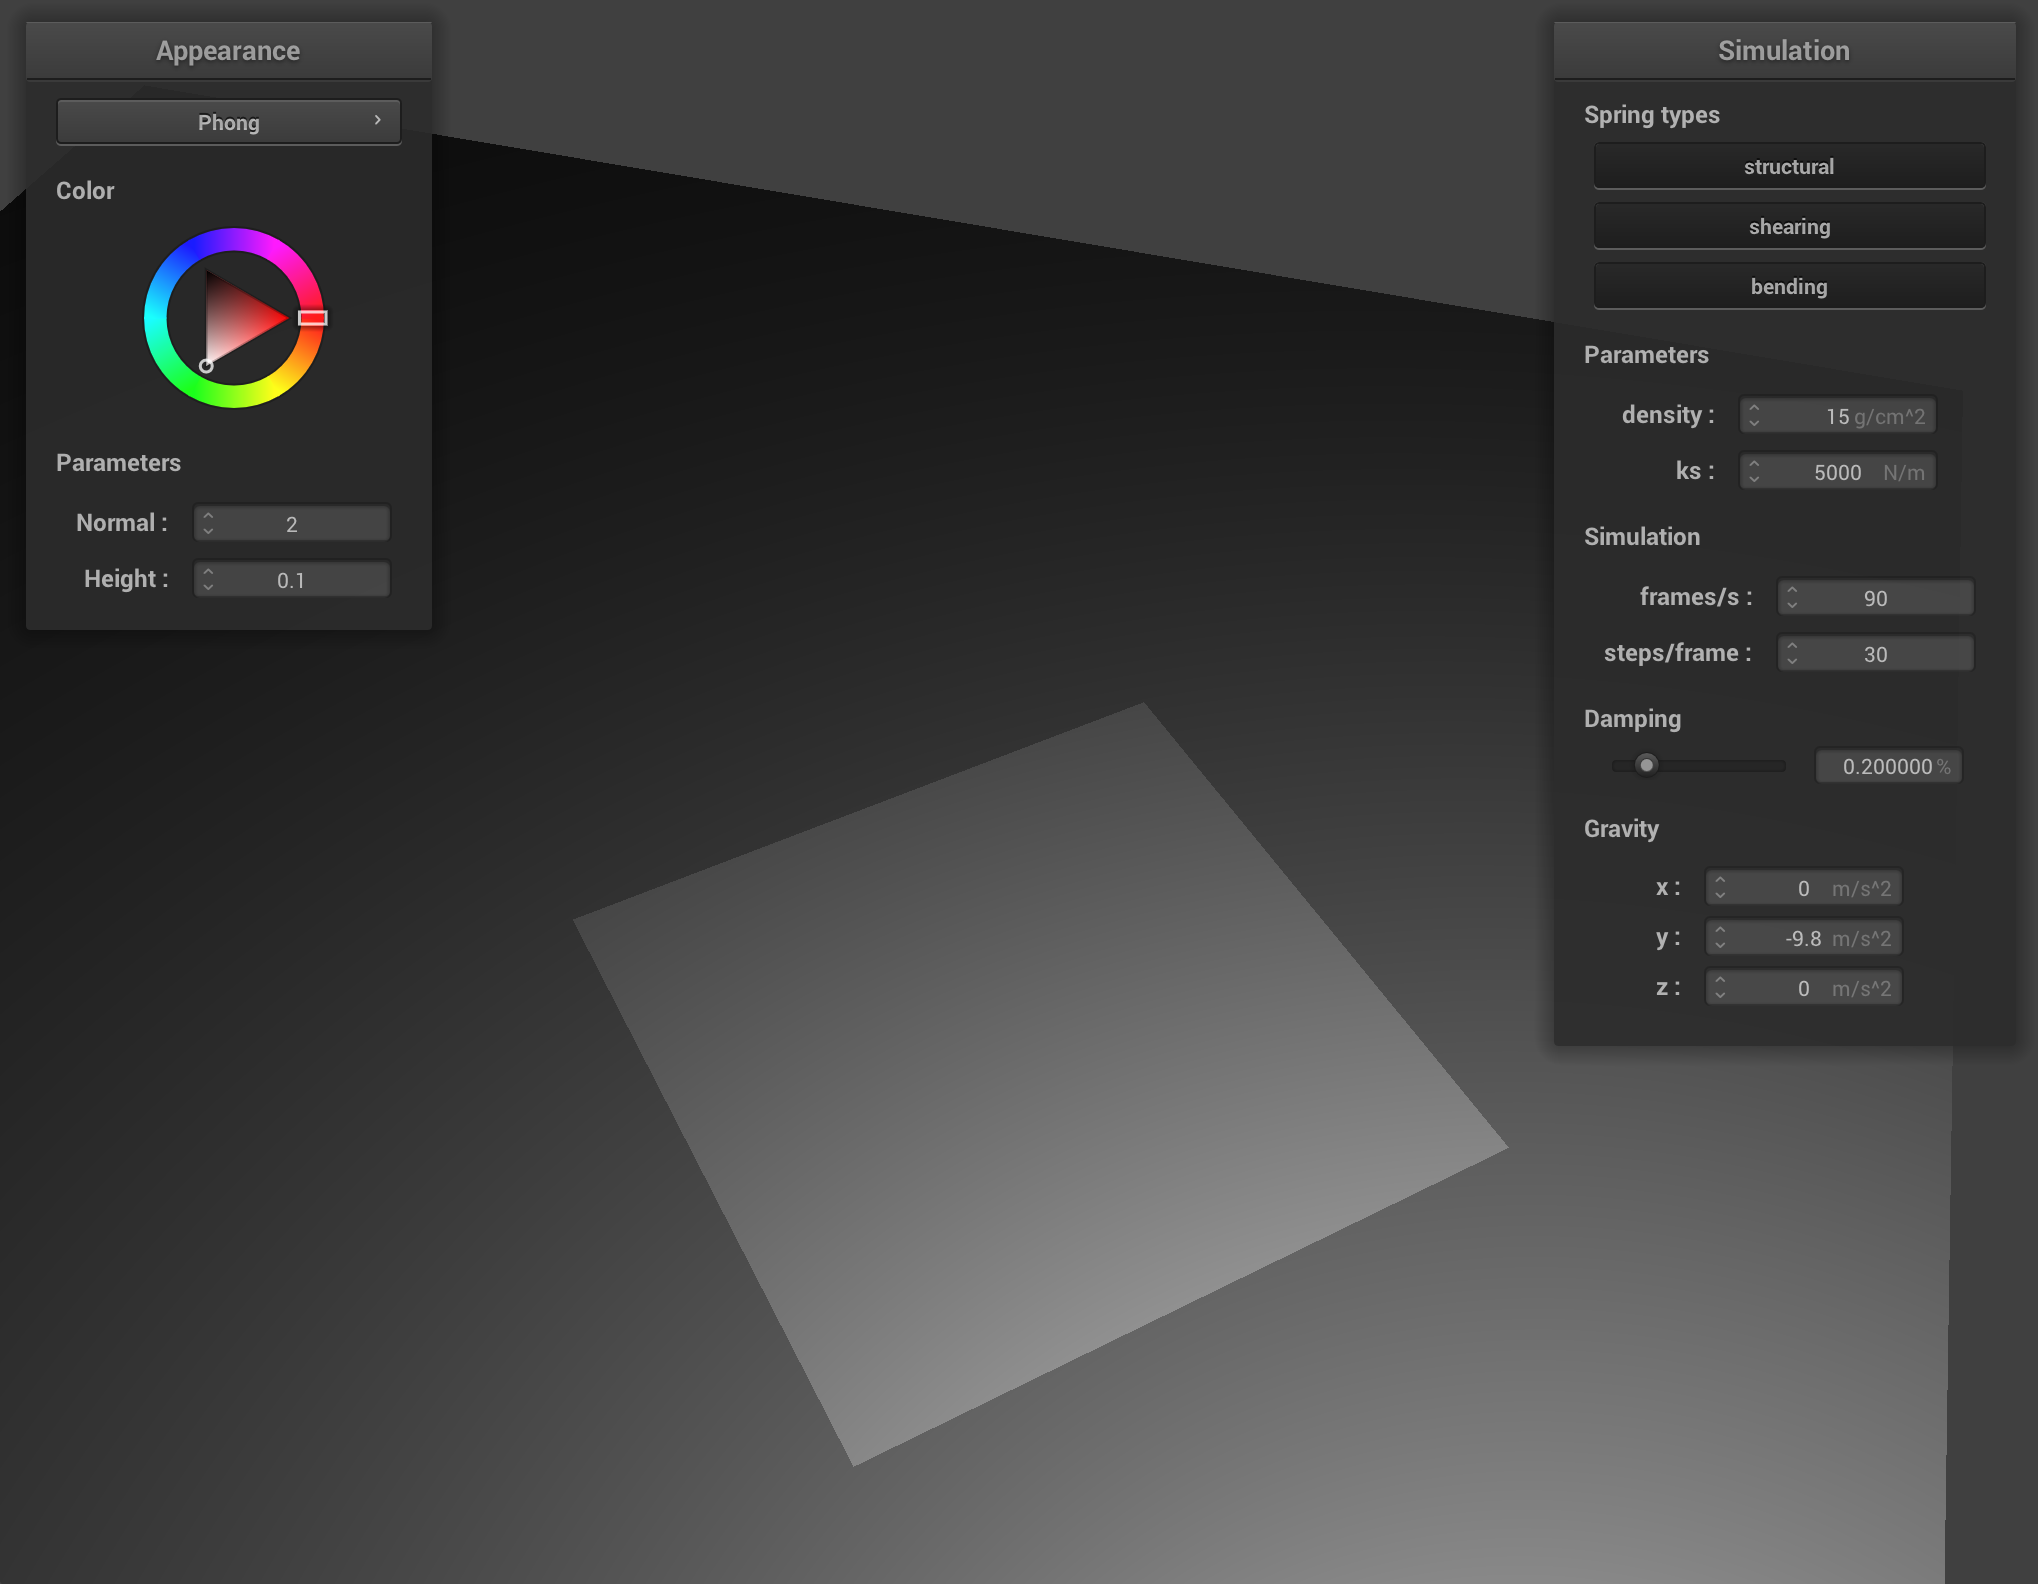 Appearance
Phong
Color
Parameters
Normal : 2
Height : 0.1
Simulation
Spring types
structural
shearing
bending
Parameters
density : 15 g/cm^2
ks : 5000 N/m
Simulation
frames/s : 90
steps/frame : 30
Damping
0.200000 %
Gravity
x : 0 m/s^2
y : -9.8 m/s^2
z : 0 m/s^2